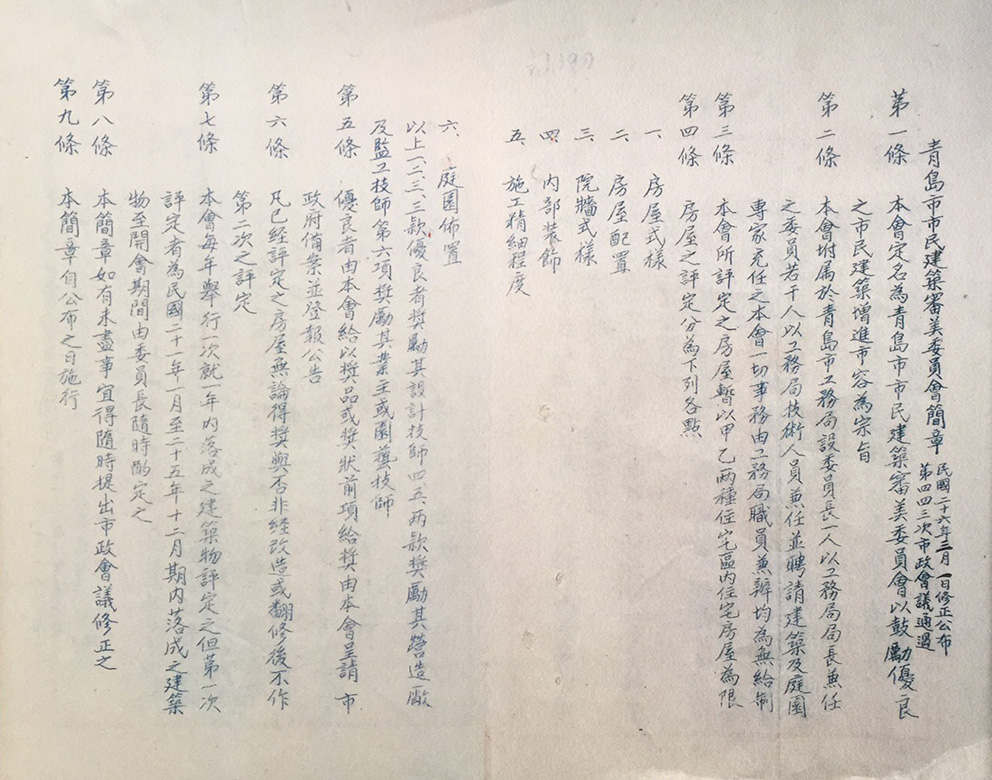 青島市市民建築審美委員會簡章
民國二十六年三月一日修正公布
第四四三次市政會議通過
第一條 本會定名為青島市市民建築審美委員會以鼓勵優良
之市民建築增進市容為宗旨
第二條 本會附属於青島市工務局設委員長一人以工務局局長兼任
之委員若干人以工務局技術人員兼任並聘請建築及庭園
專家充任之本會一切事務由工務局職員兼辦均為無給制
第三條 本會所評定之房屋暫以甲乙兩種住宅區內住宅房屋為限
第四條 房屋之評定分為下列各點
一、房屋式樣
二、房屋配置
三、院牆式樣
四、內部装飾
五、施工精細程度
六、庭園佈置
以上一、二、三、款優良者奬勵其設計技師四、五、兩款奬勵其營造廠
及監工技師第六項奬勵其業主或園藝技師
第五條 優良者由本會給以奬品或奬狀前項給奬由本會呈請市
政府備案並登報公告
第六條 凡已經評定之房屋無論得奬與否非經改造或翻修後不作
第二次之評定
第七條 本會每年舉行一次就一年内落成之建築物評定之但第一次
評定者為民國二十一年一月至二十五年十二月期内落成之建築
物至開會期間由委員長隨時酌定之
第八條 本簡章如有未盡事宜得隨時提出市政會議修正之
第九條 本簡章自公布之日施行